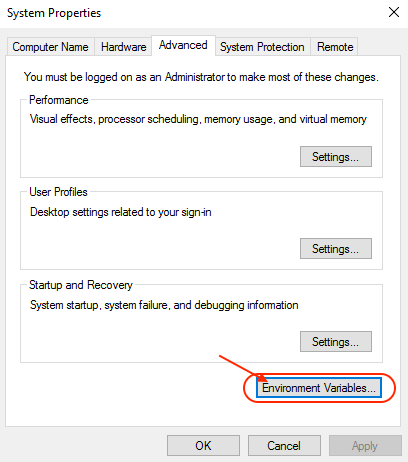 System Properties
Computer Name Hardware Advanced System Protection Remote
You must be logged on as an Administrator to make most of these changes.
Performance
Visual effects, processor scheduling, memory usage, and virtual memory
Settings...
User Profiles
Desktop settings related to your sign-in
Settings...
Startup and Recovery
System startup, system failure, and debugging information
Settings...
Environment Variables...
OK Cancel Apply